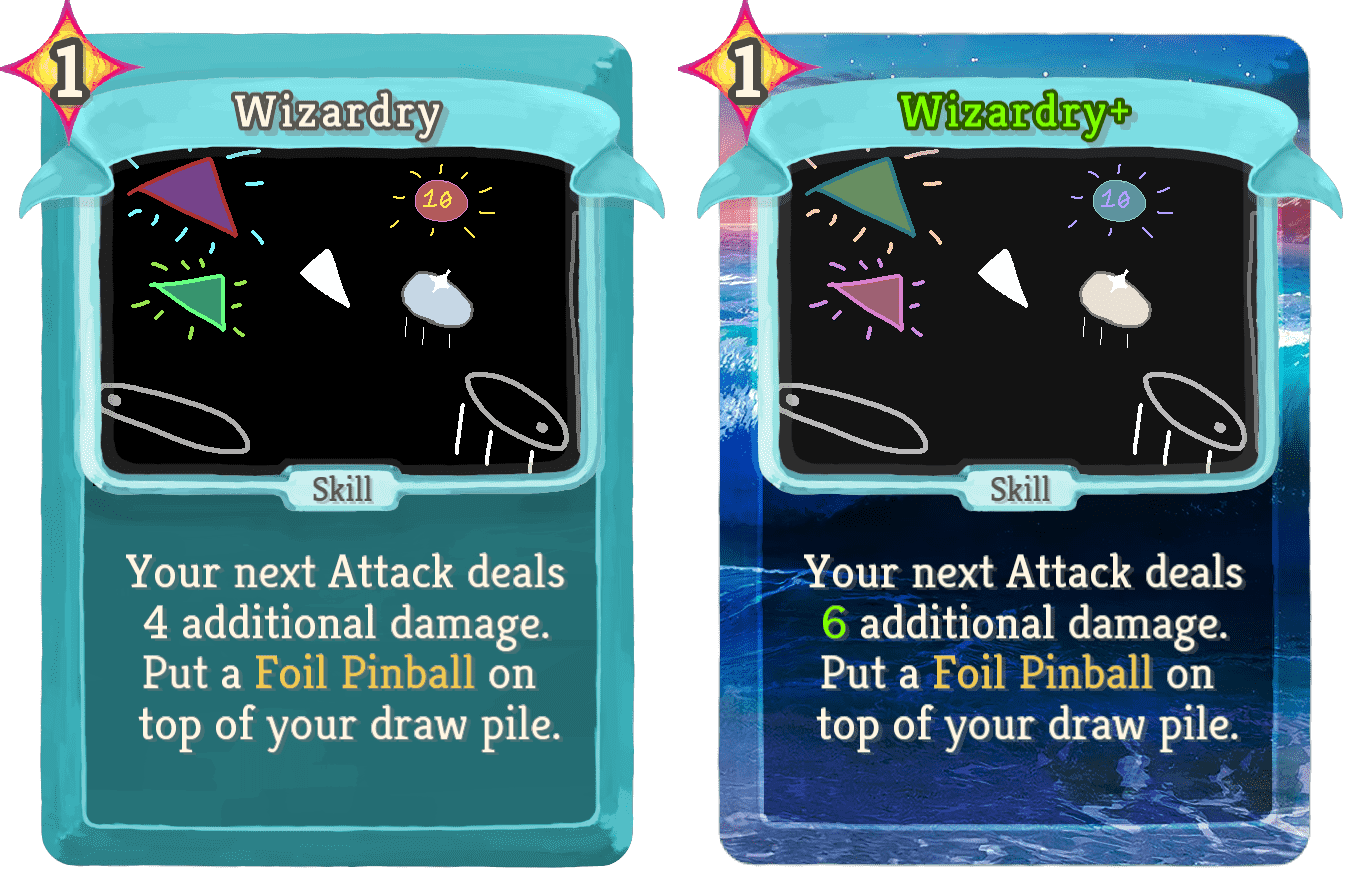 1
Wizardry
10
Skill
Your next Attack deals
4 additional damage.
Put a Foil Pinball on
top of your draw pile.
1
Wizardry+
10
Skill
Your next Attack deals
6 additional damage.
Put a Foil Pinball on
top of your draw pile.